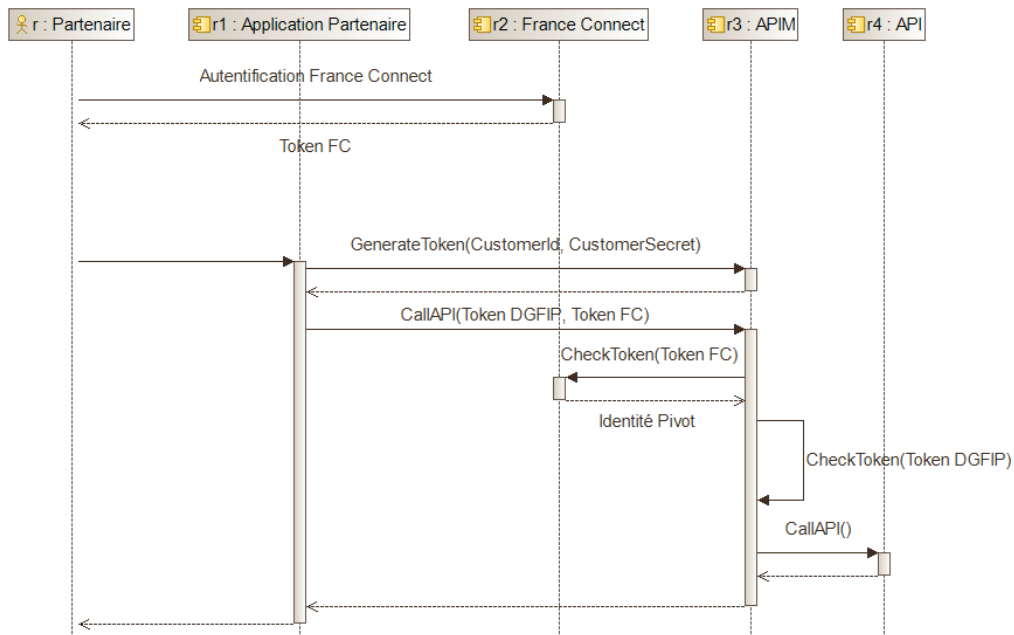 r : Partenaire
r1 : Application Partenaire
r2 : France Connect
r3 : APIM
r4 : API
Autentification France Connect
Token FC
GenerateToken(CustomerId, CustomerSecret)
CallAPI(Token DGFIP, Token FC)
CheckToken(Token FC)
Identité Pivot
CheckToken(Token DGFIP)
CallAPI()